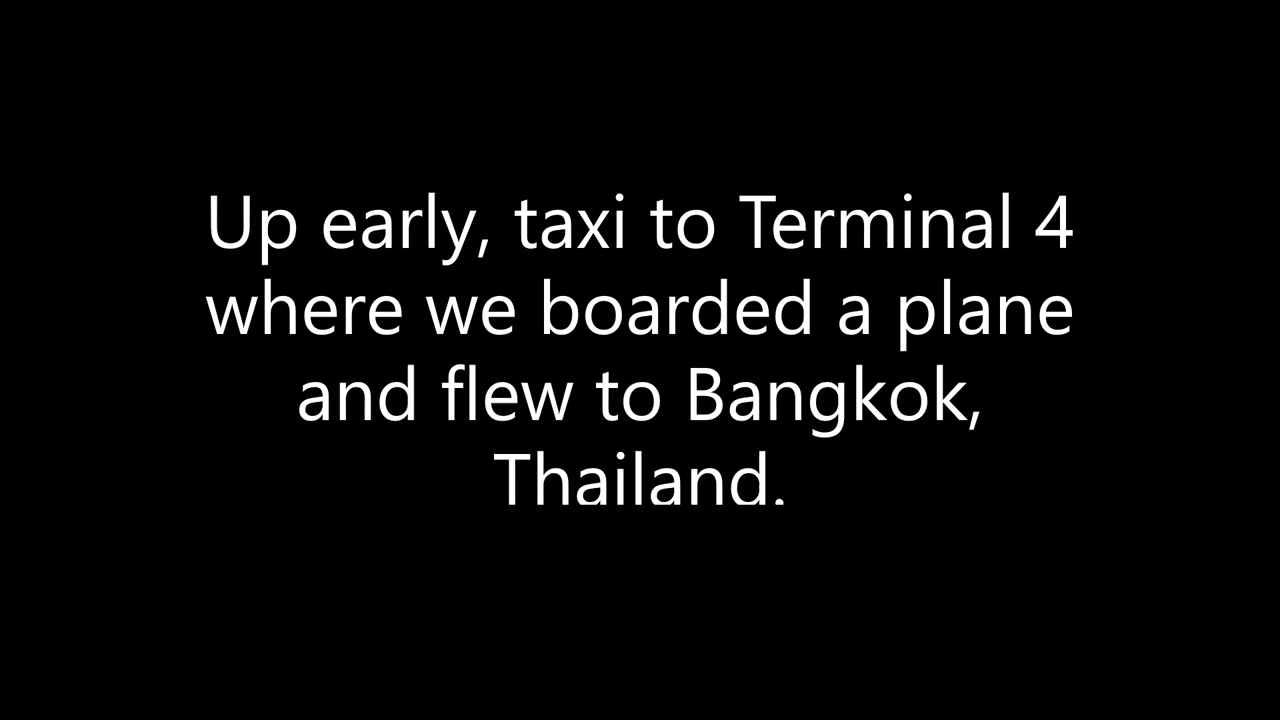 Up early, taxi to Terminal 4
where we boarded a plane
and flew to Bangkok,
Thailand.